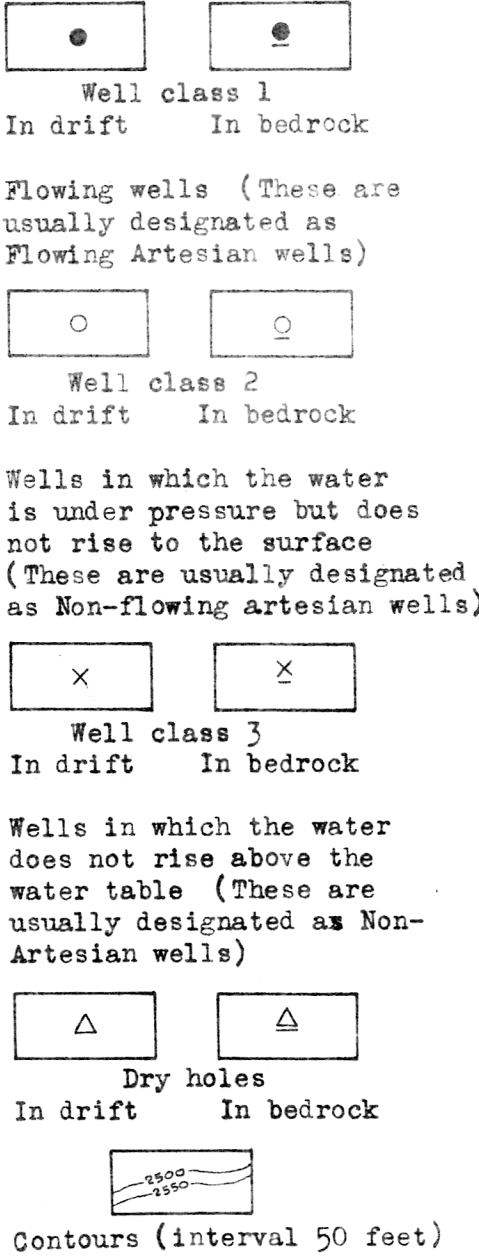 Well class 1
In drift In bedrock
Flowing wells (These are
usually designated as
Flowing Artesian wells)
Well class 2
In drift In bedrock
Wells in which the water
is under pressure but does
not rise to the surface
(These are usually designated
as Non-flowing artesian wells)
Well class 3
In drift In bedrock
Wells in which the water
does not rise above the
water table (These are
usually designated as Non-
Artesian wells)
Dry holes
In drift In bedrock
2500
2550
Contours (interval 50 feet)